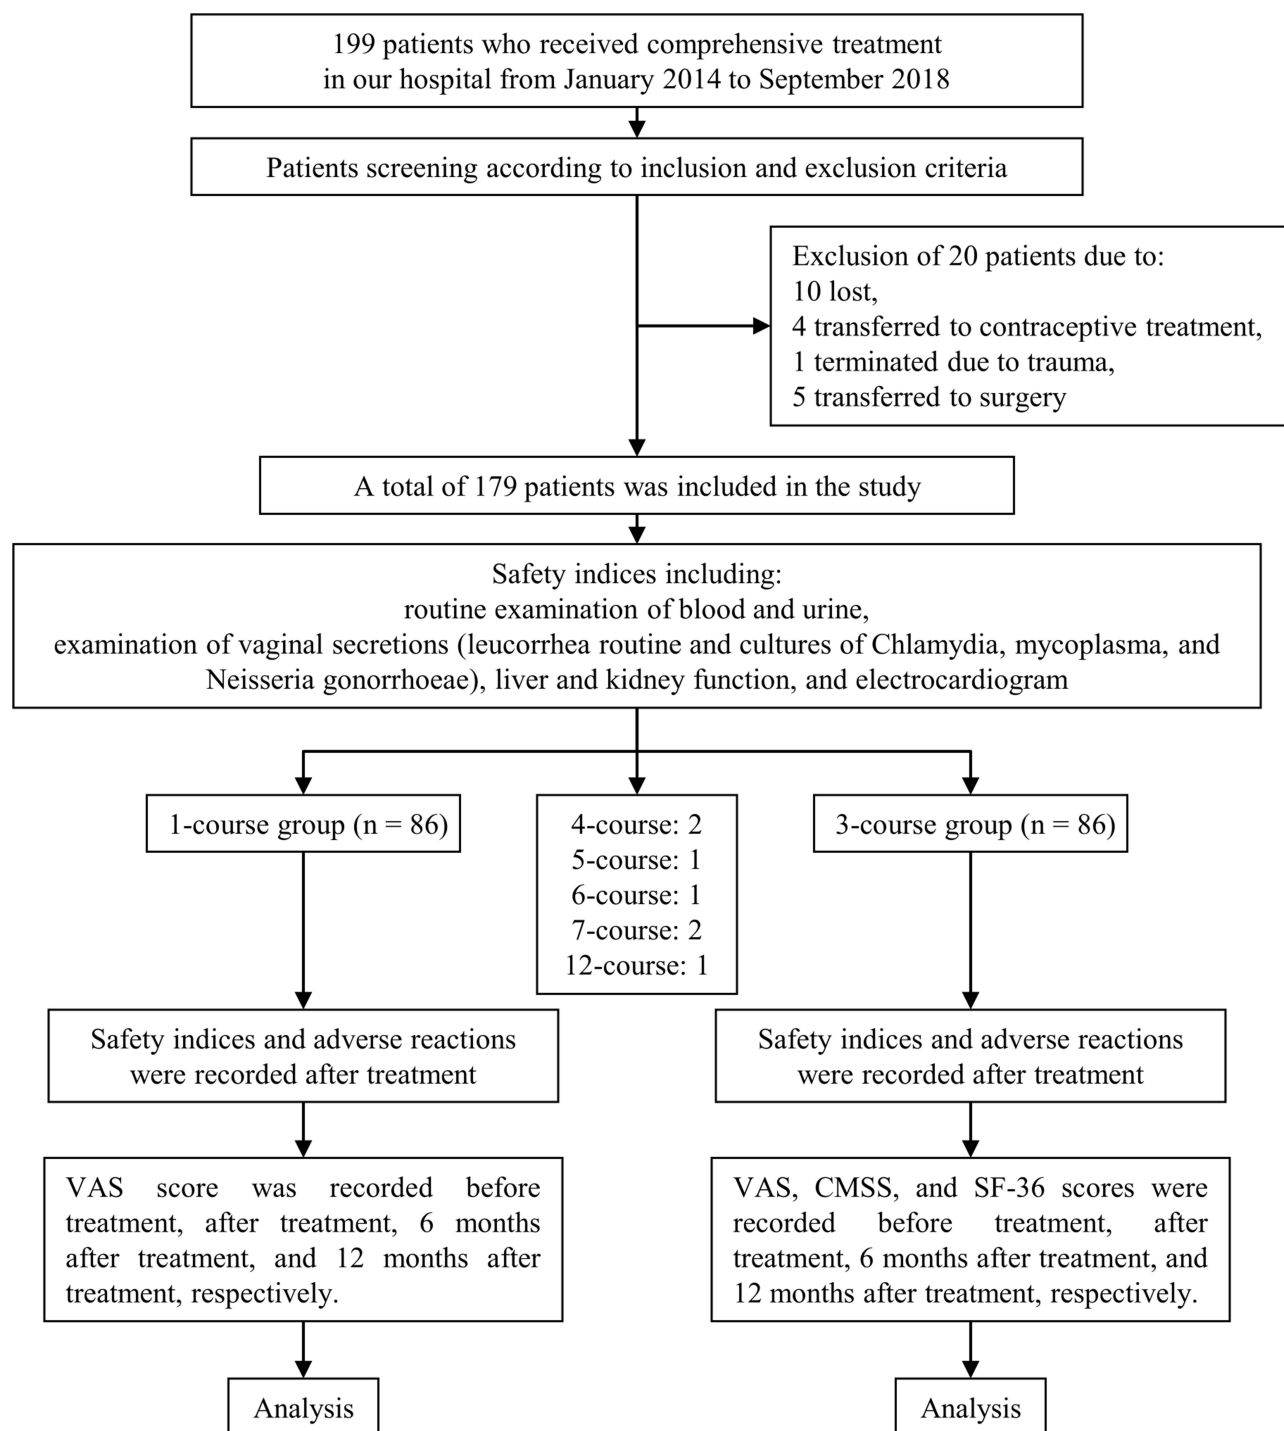 199 patients who received comprehensive treatment
in our hospital from January 2014 to September 2018
Patients screening according to inclusion and exclusion criteria
Exclusion of 20 patients due to:
10 lost,
4 transferred to contraceptive treatment,
1 terminated due to trauma,
5 transferred to surgery
A total of 179 patients was included in the study
Safety indices including:
routine examination of blood and urine,
examination of vaginal secretions (leucorrhea routine and cultures of Chlamydia, mycoplasma, and
Neisseria gonorrhoeae), liver and kidney function, and electrocardiogram
1-course group (n = 86)
4-course: 2
5-course: 1
6-course: 1
7-course: 2
12-course: 1
3-course group (n = 86)
Safety indices and adverse reactions
were recorded after treatment
Safety indices and adverse reactions
were recorded after treatment
VAS score was recorded before
treatment, after treatment, 6 months
after treatment, and 12 months after
treatment, respectively.
VAS, CMSS, and SF-36 scores were
recorded before treatment, after
treatment, 6 months after treatment, and
12 months after treatment, respectively.
Analysis
Analysis